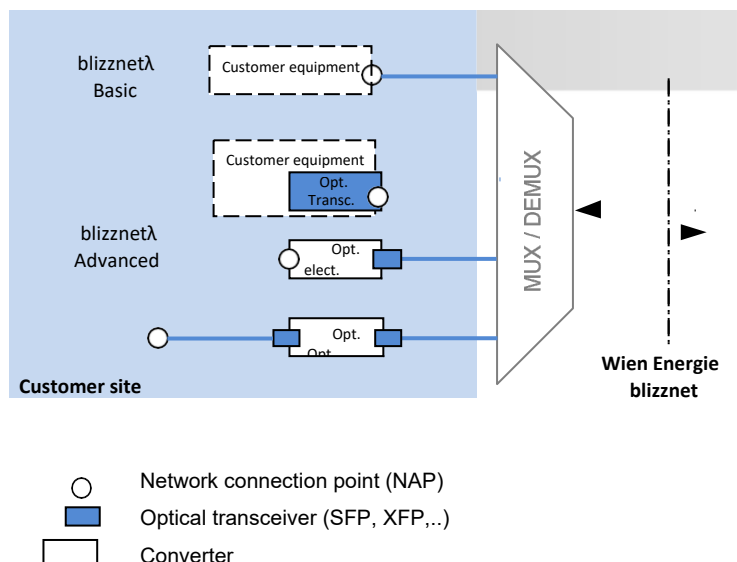 blizznetλ
Basic
Customer equipment
Customer equipment
Opt.
Transc.
blizznetλ
Advanced
Opt.
elect.
Opt.
Opt
MUX / DEMUX
Wien Energie
blizznet
Customer site
Network connection point (NAP)
Optical transceiver (SFP, XFP,..)
Converter